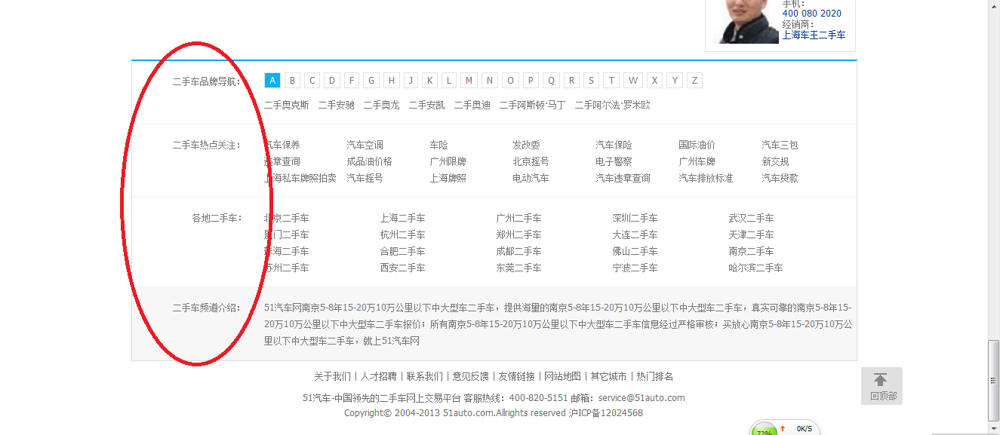 手机：
400 080 2020
经销商：
上海车王二手车
二手车品牌导航： A B C D F G H J K L M N O P Q R S T W X Y Z
二手奥克斯 二手安驰 二手奥龙 二手安凯 二手奥迪 二手阿斯顿·马丁 二手阿尔法·罗米欧
二手车热点关注： 汽车保养 汽车空调 车险 发改委 汽车保险 国际油价 汽车三包
违章查询 成品油价格 广州限牌 北京摇号 电子警察 广州车牌 新交规
上海私车牌照拍卖 汽车摇号 上海牌照 电动汽车 汽车违章查询 汽车排放标准 汽车贷款
各地二手车： 北京二手车 上海二手车 广州二手车 深圳二手车 武汉二手车
厦门二手车 杭州二手车 郑州二手车 大连二手车 天津二手车
珠海二手车 合肥二手车 成都二手车 佛山二手车 南京二手车
苏州二手车 西安二手车 东莞二手车 宁波二手车 哈尔滨二手车
二手车频道介绍： 51汽车网南京5-8年15-20万10万公里以下中大型车二手车，提供海量的南京5-8年15-20万10万公里以下中大型车二手车，真实可靠的南京5-8年15-
20万10万公里以下中大型车二手车报价；所有南京5-8年15-20万10万公里以下中大型车二手车信息经过严格审核；买放心南京5-8年15-20万10万公
里以下中大型车二手车，就上51汽车网
关于我们 | 人才招聘 | 联系我们 | 意见反馈 | 友情链接 | 网站地图 | 其它城市 | 热门排名
回顶部
51汽车-中国领先的二手车网上交易平台 客服热线：400-820-5151 邮箱：service@51auto.com
Copyright© 2004-2013 51auto.com.Allrights reserved 沪ICP备12024568
72% 0K/S